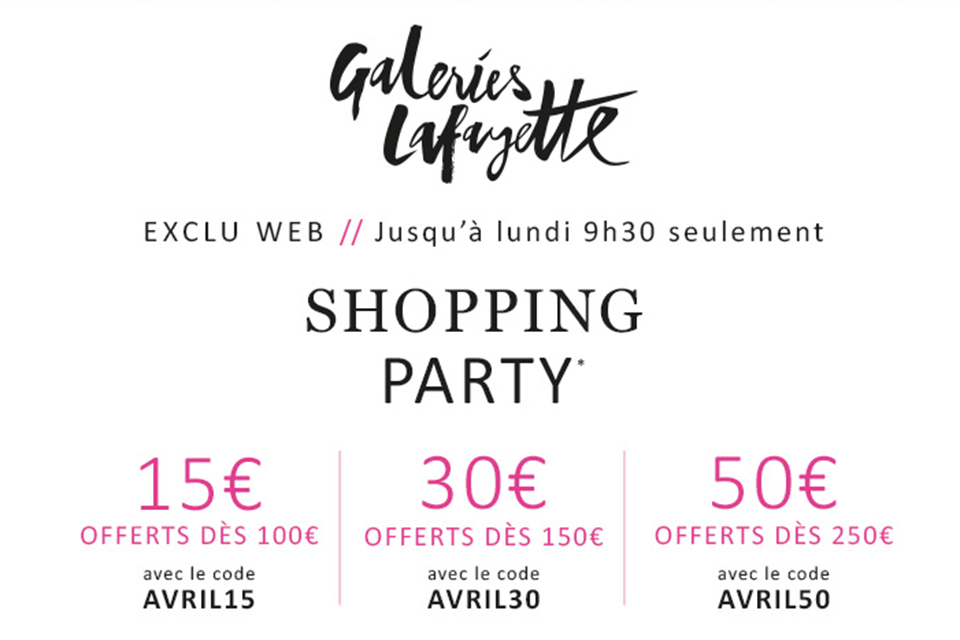 Galeries
Lafayette
EXCLU WEB // Jusqu'à lundi 9h30 seulement
SHOPPING
PARTY*
15€
OFFERTS DÈS 100€
avec le code
AVRIL15
30€
OFFERTS DÈS 150€
avec le code
AVRIL30
50€
OFFERTS DÈS 250€
avec le code
AVRIL50